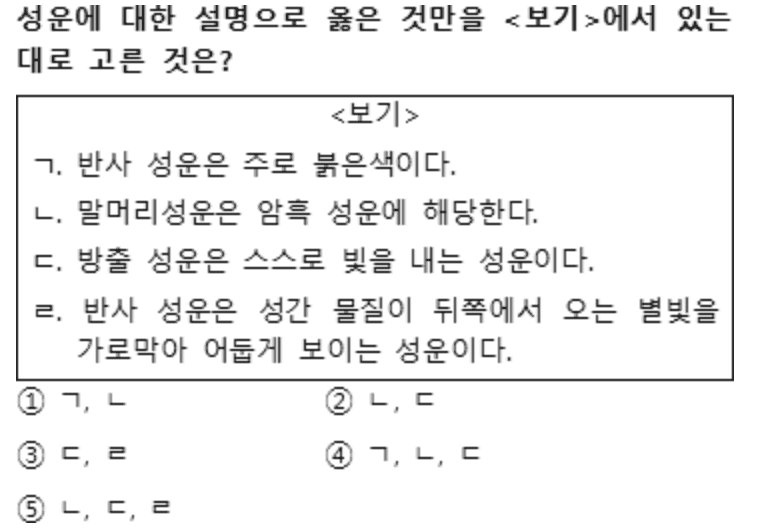 성운에 대한 설명으로 옳은 것만을 <보기>에서 있는
대로 고른 것은?
<보기>
ㄱ. 반사 성운은 주로 붉은색이다.
ㄴ. 말머리성운은 암흑 성운에 해당한다.
ㄷ. 방출 성운은 스스로 빛을 내는 성운이다.
ㄹ. 반사 성운은 성간 물질이 뒤쪽에서 오는 별빛을
가로막아 어둡게 보이는 성운이다.
① ㄱ, ㄴ ② ㄴ, ㄷ
③ ㄷ, ㄹ ④ ㄱ, ㄴ, ㄷ
⑤ ㄴ, ㄷ, ㄹ